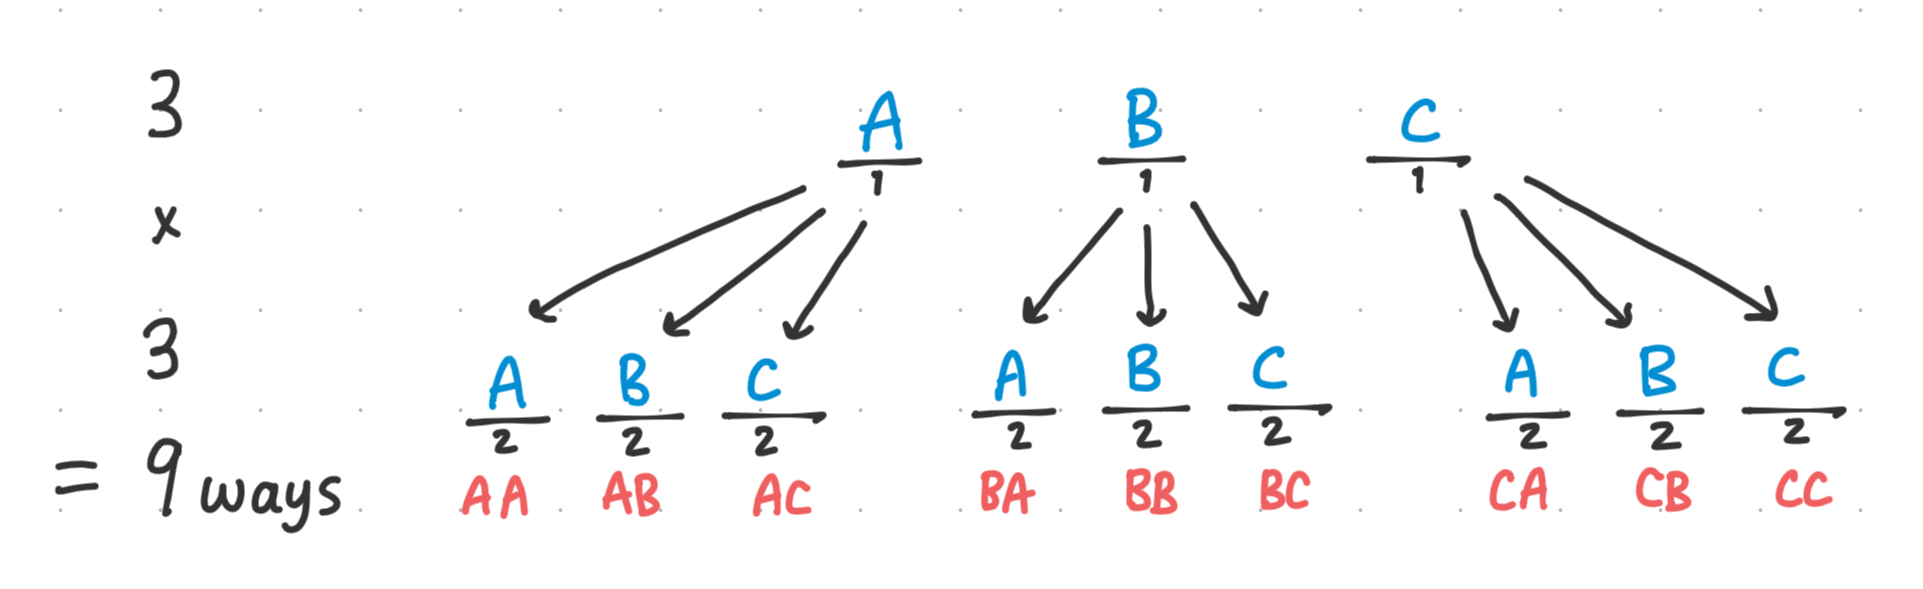 3
A B C
1 1 1
x
3
A B C A B C A B C
2 2 2 2 2 2 2 2 2
= 9 ways
AA AB AC BA BB BC CA CB CC